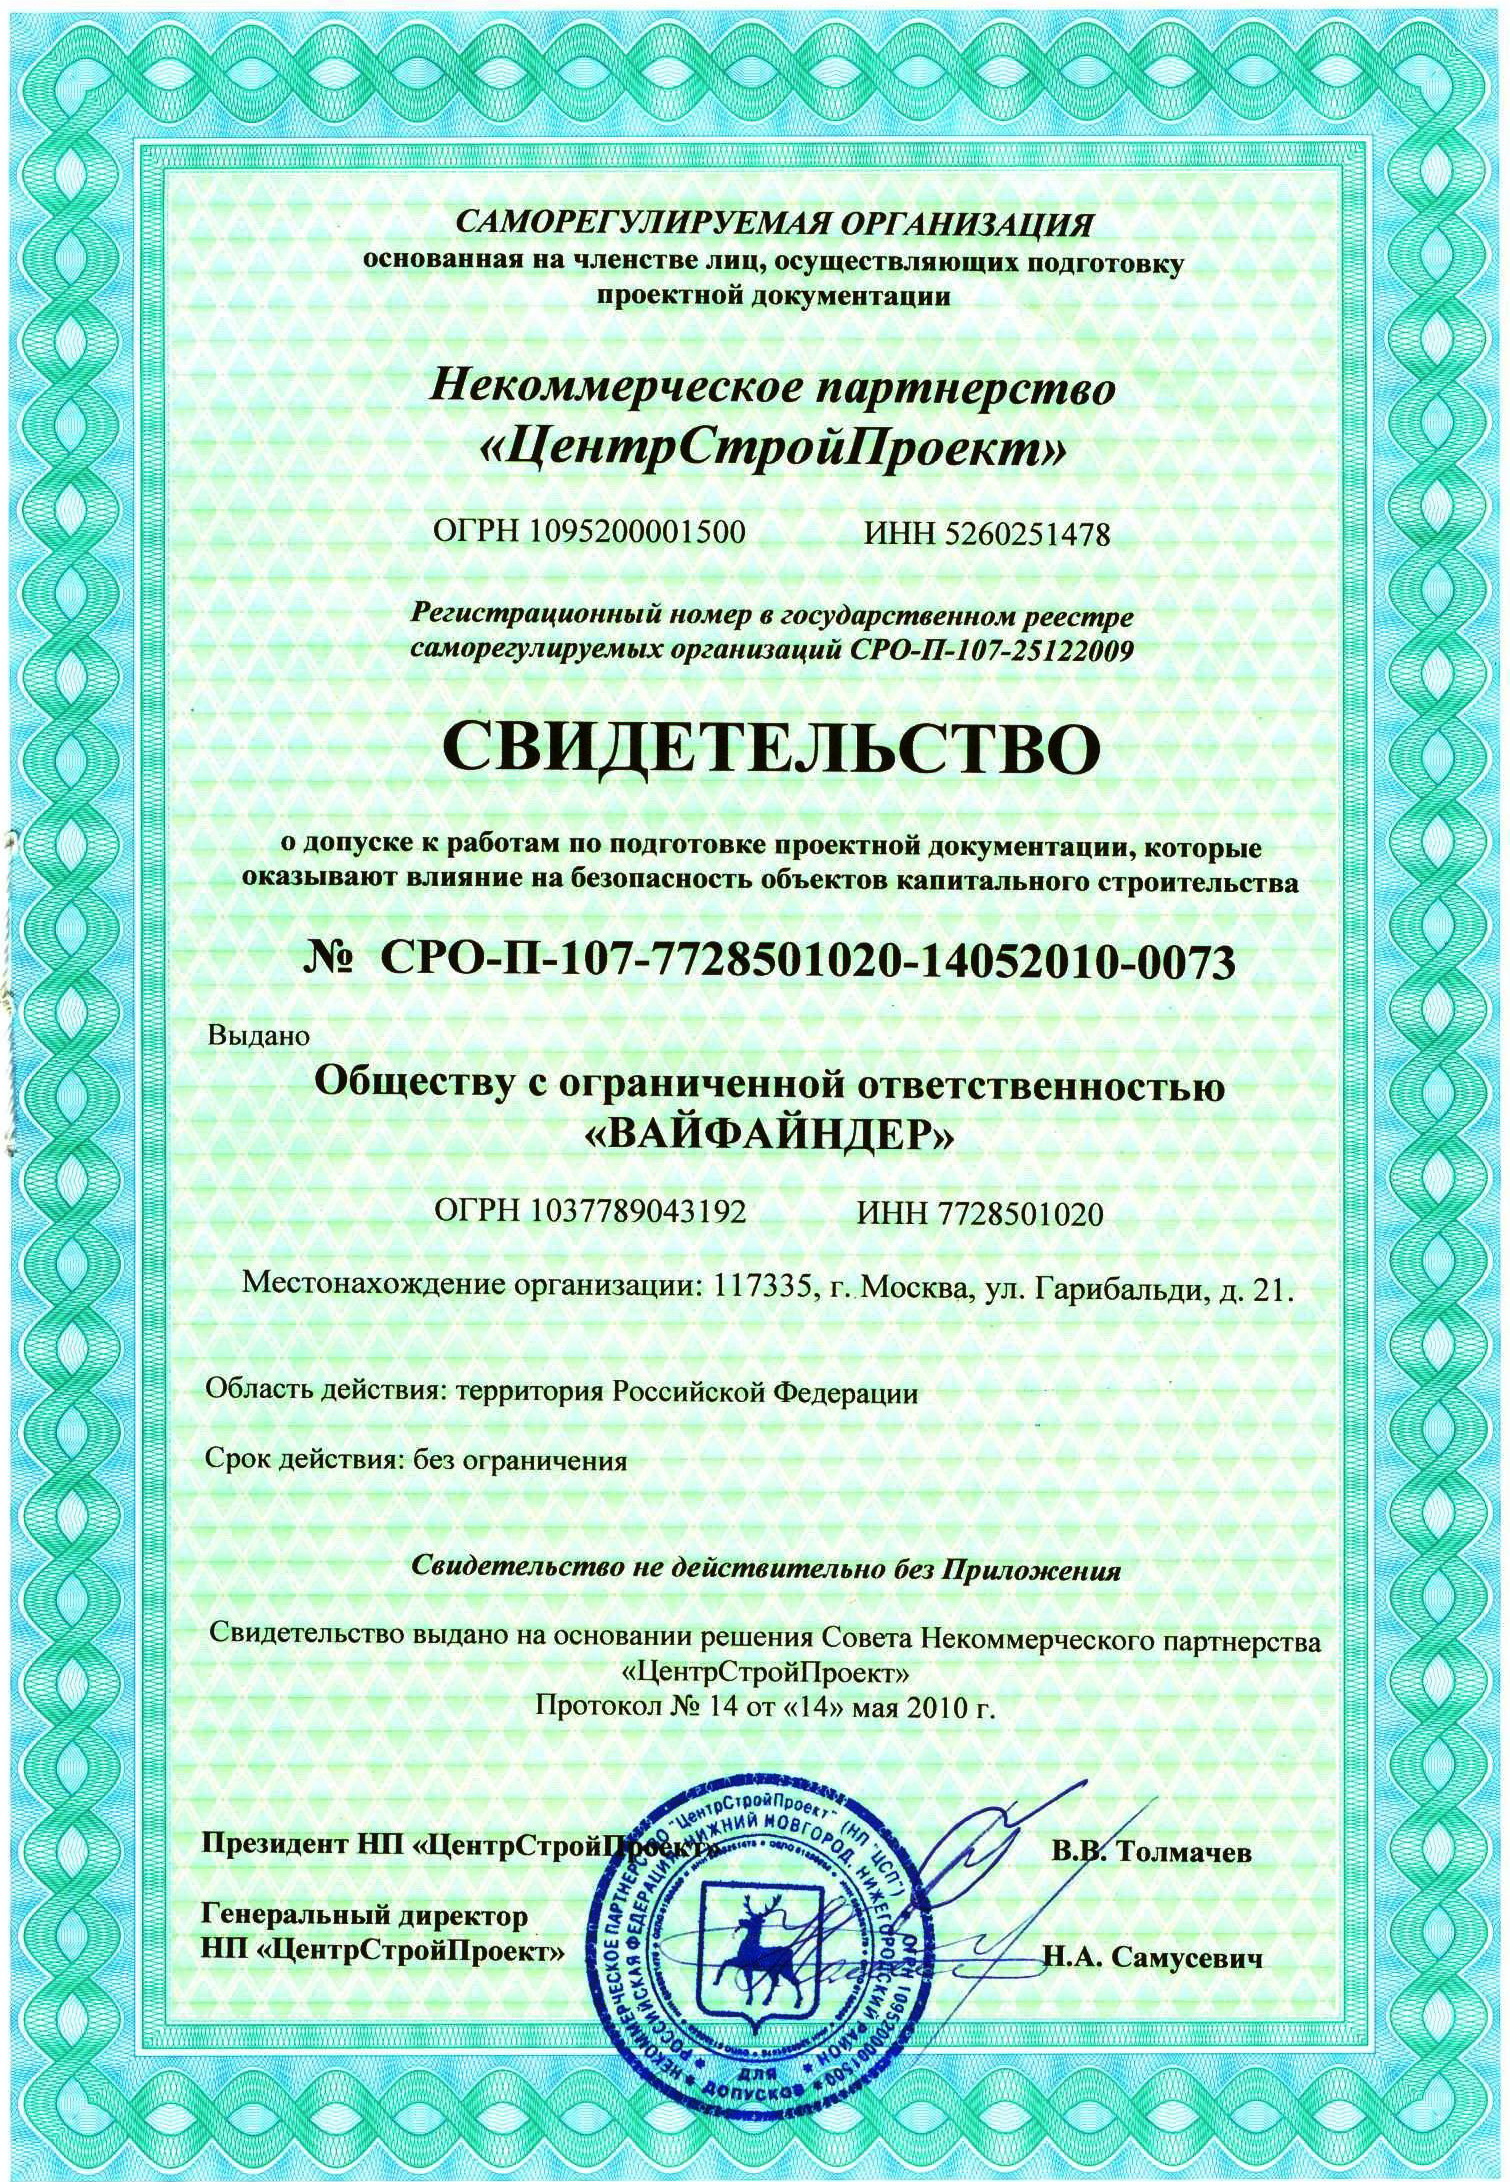 САМОРЕГУЛИРУЕМАЯ ОРГАНИЗАЦИЯ
основанная на членстве лиц, осуществляющих подготовку
проектной документации
Некоммерческое партнерство
«ЦентрСтройПроект»
ОГРН 1095200001500 ИНН 5260251478
Регистрационный номер в государственном реестре
саморегулируемых организаций СРО-П-107-25122009
СВИДЕТЕЛЬСТВО
о допуске к работам по подготовке проектной документации, которые
оказывают влияние на безопасность объектов капитального строительства
№ СРО-П-107-7728501020-14052010-0073
Выдано
Обществу с ограниченной ответственностью
«ВАЙФАЙНДЕР»
ОГРН 1037789043192 ИНН 7728501020
Местонахождение организации: 117335, г. Москва, ул. Гарибальди, д. 21.
Область действия: территория Российской Федерации
Срок действия: без ограничения
Свидетельство не действительно без Приложения
Свидетельство выдано на основании решения Совета Некоммерческого партнерства
«ЦентрСтройПроект»
Протокол № 14 от «14» мая 2010 г.
Президент НП «ЦентрСтройПроект» В.В. Толмачев
Генеральный директор
НП «ЦентрСтройПроект» Н.А. Самусевич
НЕКОММЕРЧЕСКОЕ ПАРТНЕРСТВО "ЦентрСтройПроект" (НП "ЦСП") * ОГРН 1095200001500 *
РОССИЙСКАЯ ФЕДЕРАЦИЯ, НИЖНИЙ НОВГОРОД, НИЖЕГОРОДСКИЙ РАЙОН
ДЛЯ
ДОПУСКОВ